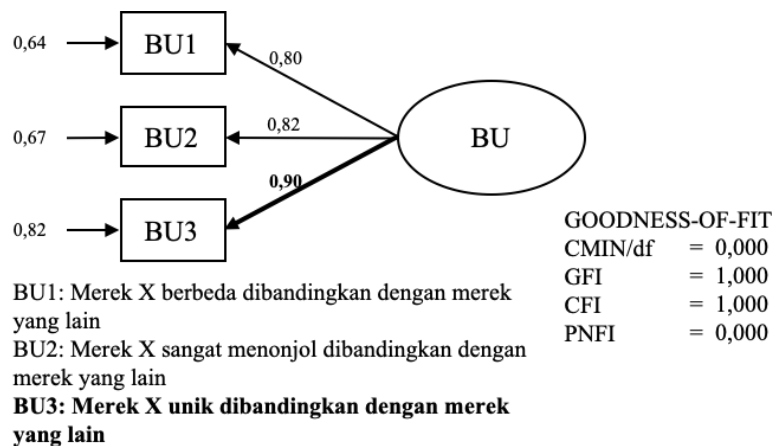 0,64
BU1
0,80
0,67
BU2
0,82
BU
0,90
0,82
BU3
GOODNESS-OF-FIT
CMIN/df = 0,000
GFI = 1,000
CFI = 1,000
PNFI = 0,000
BU1: Merek X berbeda dibandingkan dengan merek
yang lain
BU2: Merek X sangat menonjol dibandingkan dengan
merek yang lain
BU3: Merek X unik dibandingkan dengan merek
yang lain